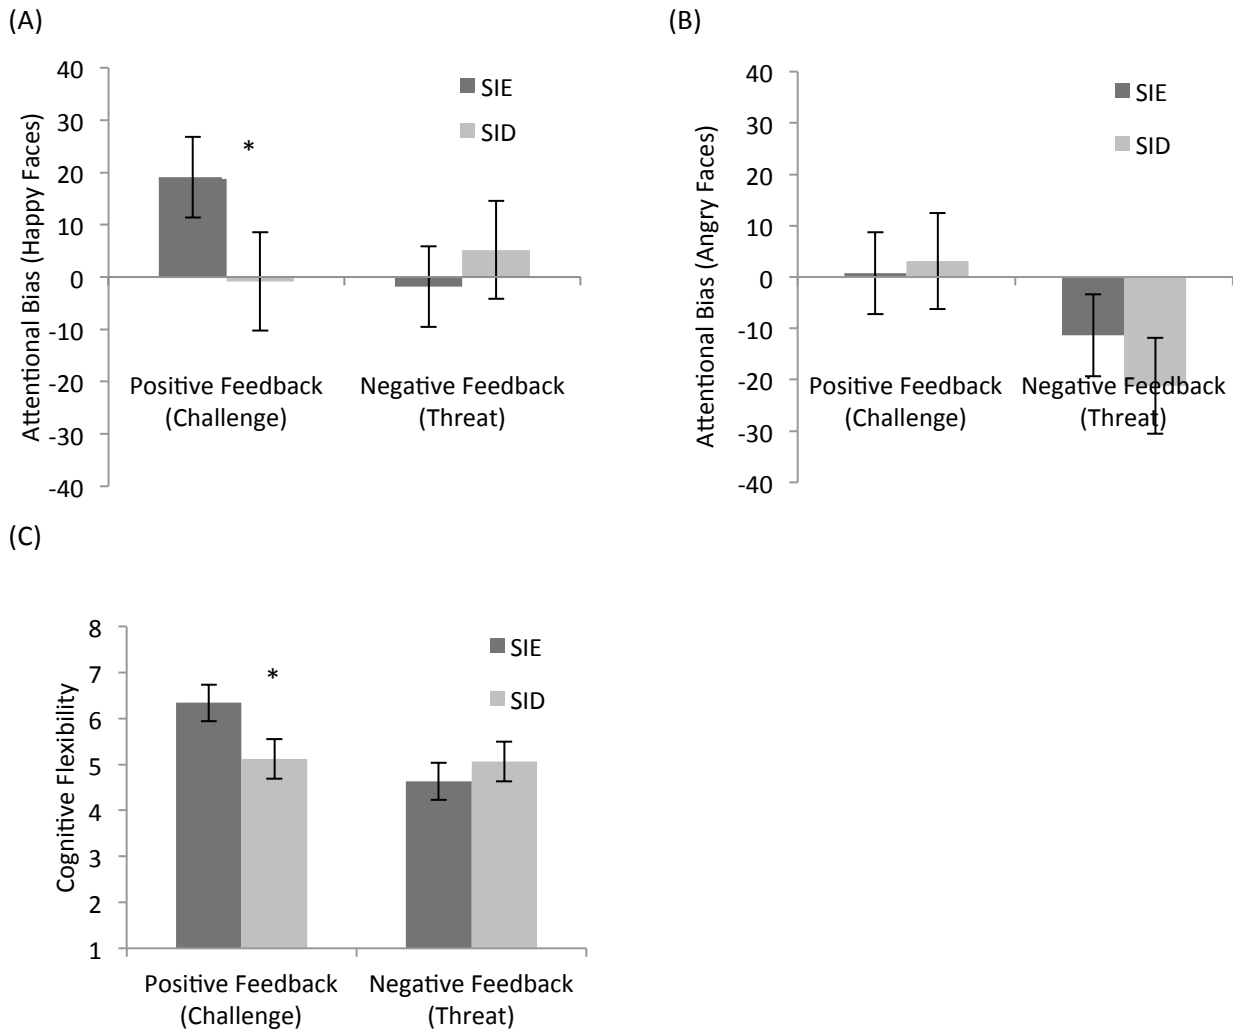 (A)
Attentional Bias (Happy Faces)
40
30
20
10
0
-10
-20
-30
-40
SIE
SID
*
Positive Feedback
(Challenge)
Negative Feedback
(Threat)
(B)
Attentional Bias (Angry Faces)
40
30
20
10
0
-10
-20
-30
-40
SIE
SID
Positive Feedback
(Challenge)
Negative Feedback
(Threat)
(C)
Cognitive Flexibility
8
7
6
5
4
3
2
1
SIE
SID
*
Positive Feedback
(Challenge)
Negative Feedback
(Threat)